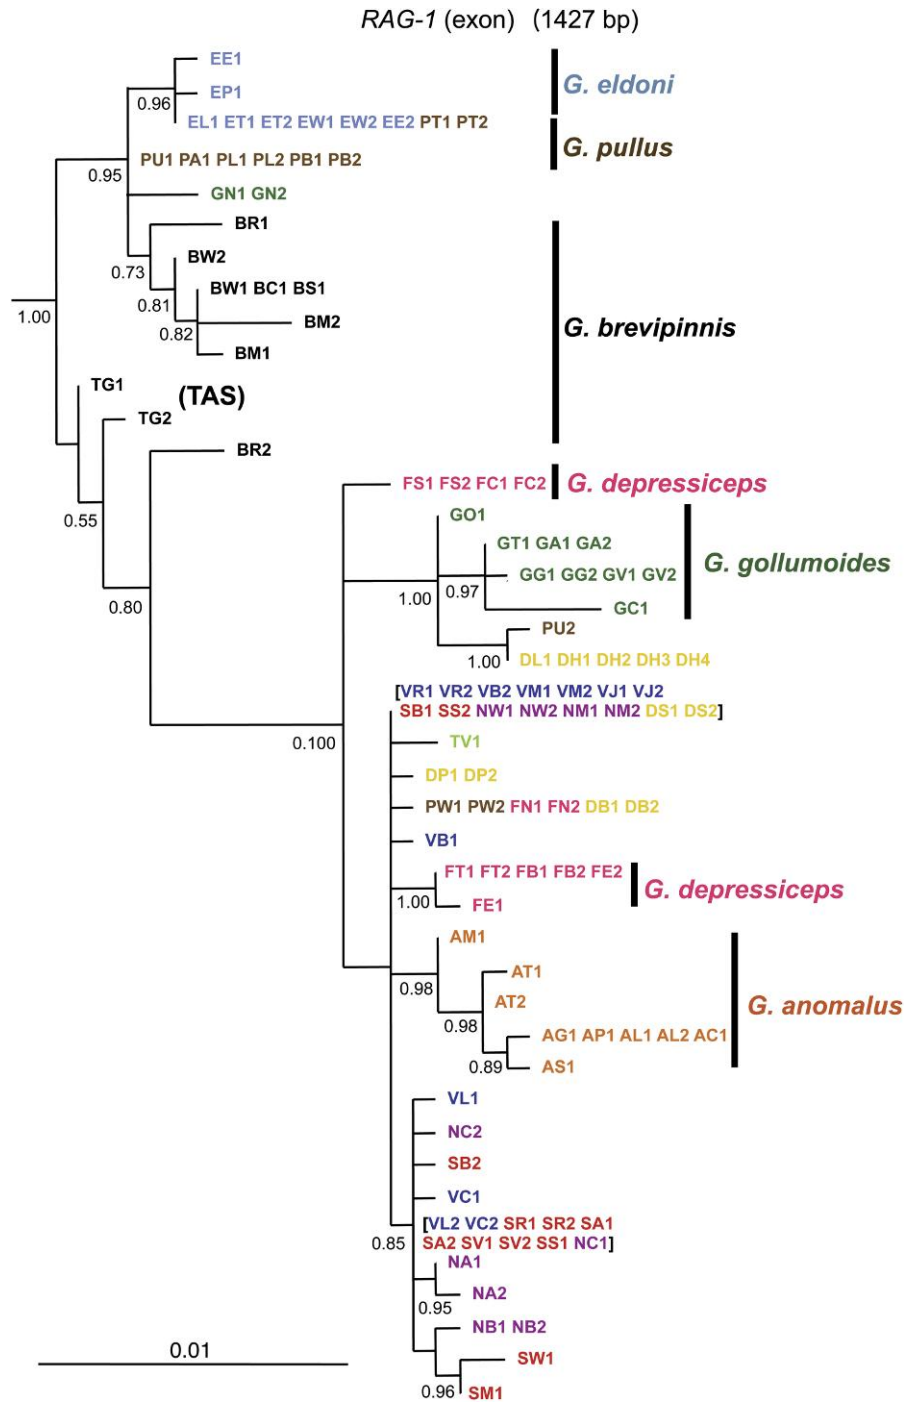 RAG-1 (exon) (1427 bp)
EE1
G. eldoni
EP1
0.96
EL1 ET1 ET2 EW1 EW2 EE2 PT1 PT2
G. pullus
PU1 PA1 PL1 PL2 PB1 PB2
0.95
GN1 GN2
BR1
BW2
0.73
BW1 BC1 BS1
0.81
1.00
BM2
G. brevipinnis
0.82
BM1
TG1
(TAS)
TG2
BR2
FS1 FS2 FC1 FC2
G. depressiceps
GO1
0.55
GT1 GA1 GA2
G. gollumoides
GG1 GG2 GV1 GV2
0.97
1.00
0.80
GC1
PU2
1.00
DL1 DH1 DH2 DH3 DH4
[VR1 VR2 VB2 VM1 VM2 VJ1 VJ2
SB1 SS2 NW1 NW2 NM1 NM2 DS1 DS2]
0.100
TV1
DP1 DP2
PW1 PW2 FN1 FN2 DB1 DB2
VB1
FT1 FT2 FB1 FB2 FE2
G. depressiceps
1.00
FE1
AM1
AT1
0.98
AT2
G. anomalus
0.98
AG1 AP1 AL1 AL2 AC1
0.89
AS1
VL1
NC2
SB2
VC1
[VL2 VC2 SR1 SR2 SA1
0.85
SA2 SV1 SV2 SS1 NC1]
NA1
NA2
0.95
NB1 NB2
0.01
SW1
0.96
SM1